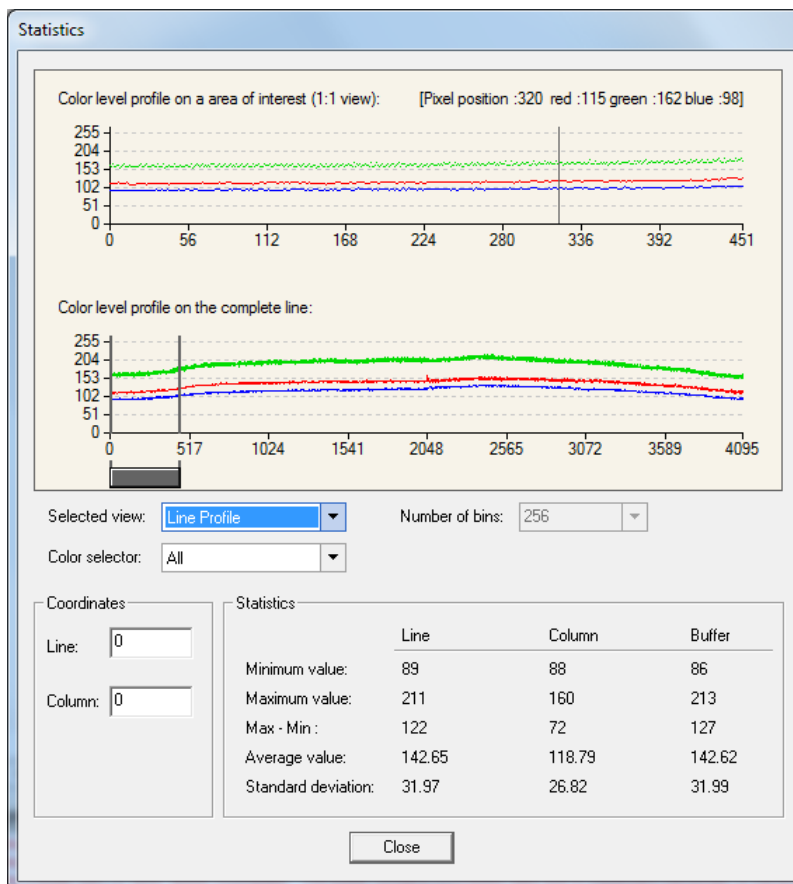 Statistics
Color level profile on a area of interest (1:1 view): [Pixel position :320 red :115 green :162 blue :98]
255
204
153
102
51
0
0 56 112 168 224 280 336 392 451
Color level profile on the complete line:
255
204
153
102
51
0
0 517 1024 1541 2048 2565 3072 3589 4095
Selected view: Line Profile Number of bins: 256
Color selector: All
Coordinates
Line: 0
Column: 0
Statistics
Line Column Buffer
Minimum value: 89 88 86
Maximum value: 211 160 213
Max - Min : 122 72 127
Average value: 142.65 118.79 142.62
Standard deviation: 31.97 26.82 31.99
Close